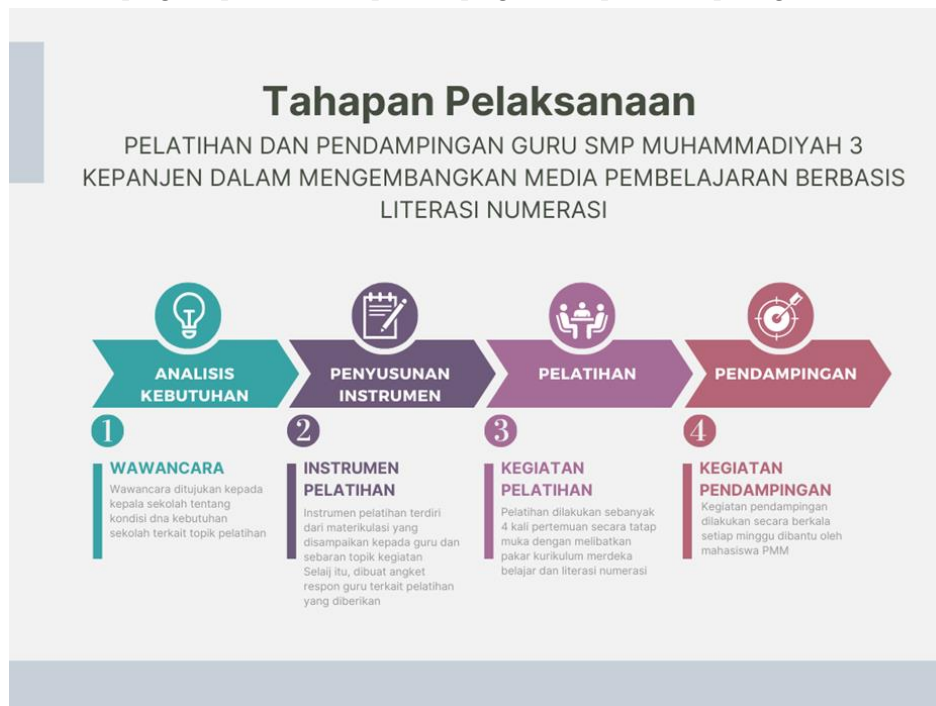 Tahapan Pelaksanaan
PELATIHAN DAN PENDAMPINGAN GURU SMP MUHAMMADIYAH 3
KEPANJEN DALAM MENGEMBANGKAN MEDIA PEMBELAJARAN BERBASIS
LITERASI NUMERASI
ANALISIS
KEBUTUHAN
PENYUSUNAN
INSTRUMEN
PELATIHAN
PENDAMPINGAN
1
WAWANCARA
Wawancara ditujukan kepada
kepala sekolah tentang
kondisi dna kebutuhan
sekolah terkait topik pelatihan
2
INSTRUMEN
PELATIHAN
Instrumen pelatihan terdiri
dari materikulasi yang
disampaikan kepada guru dan
sebaran topik kegiatan
Selaij itu, dibuat angket
respon guru terkait pelatihan
yang diberikan
3
KEGIATAN
PELATIHAN
Pelatihan dilakukan sebanyak
4 kali pertemuan secara tatap
muka dengan melibatkan
pakar kurikulum merdeka
belajar dan literasi numerasi
4
KEGIATAN
PENDAMPINGAN
Kegiatan pendampingan
dilakukan secara berkala
setiap minggu dibantu oleh
mahasiswa PMM